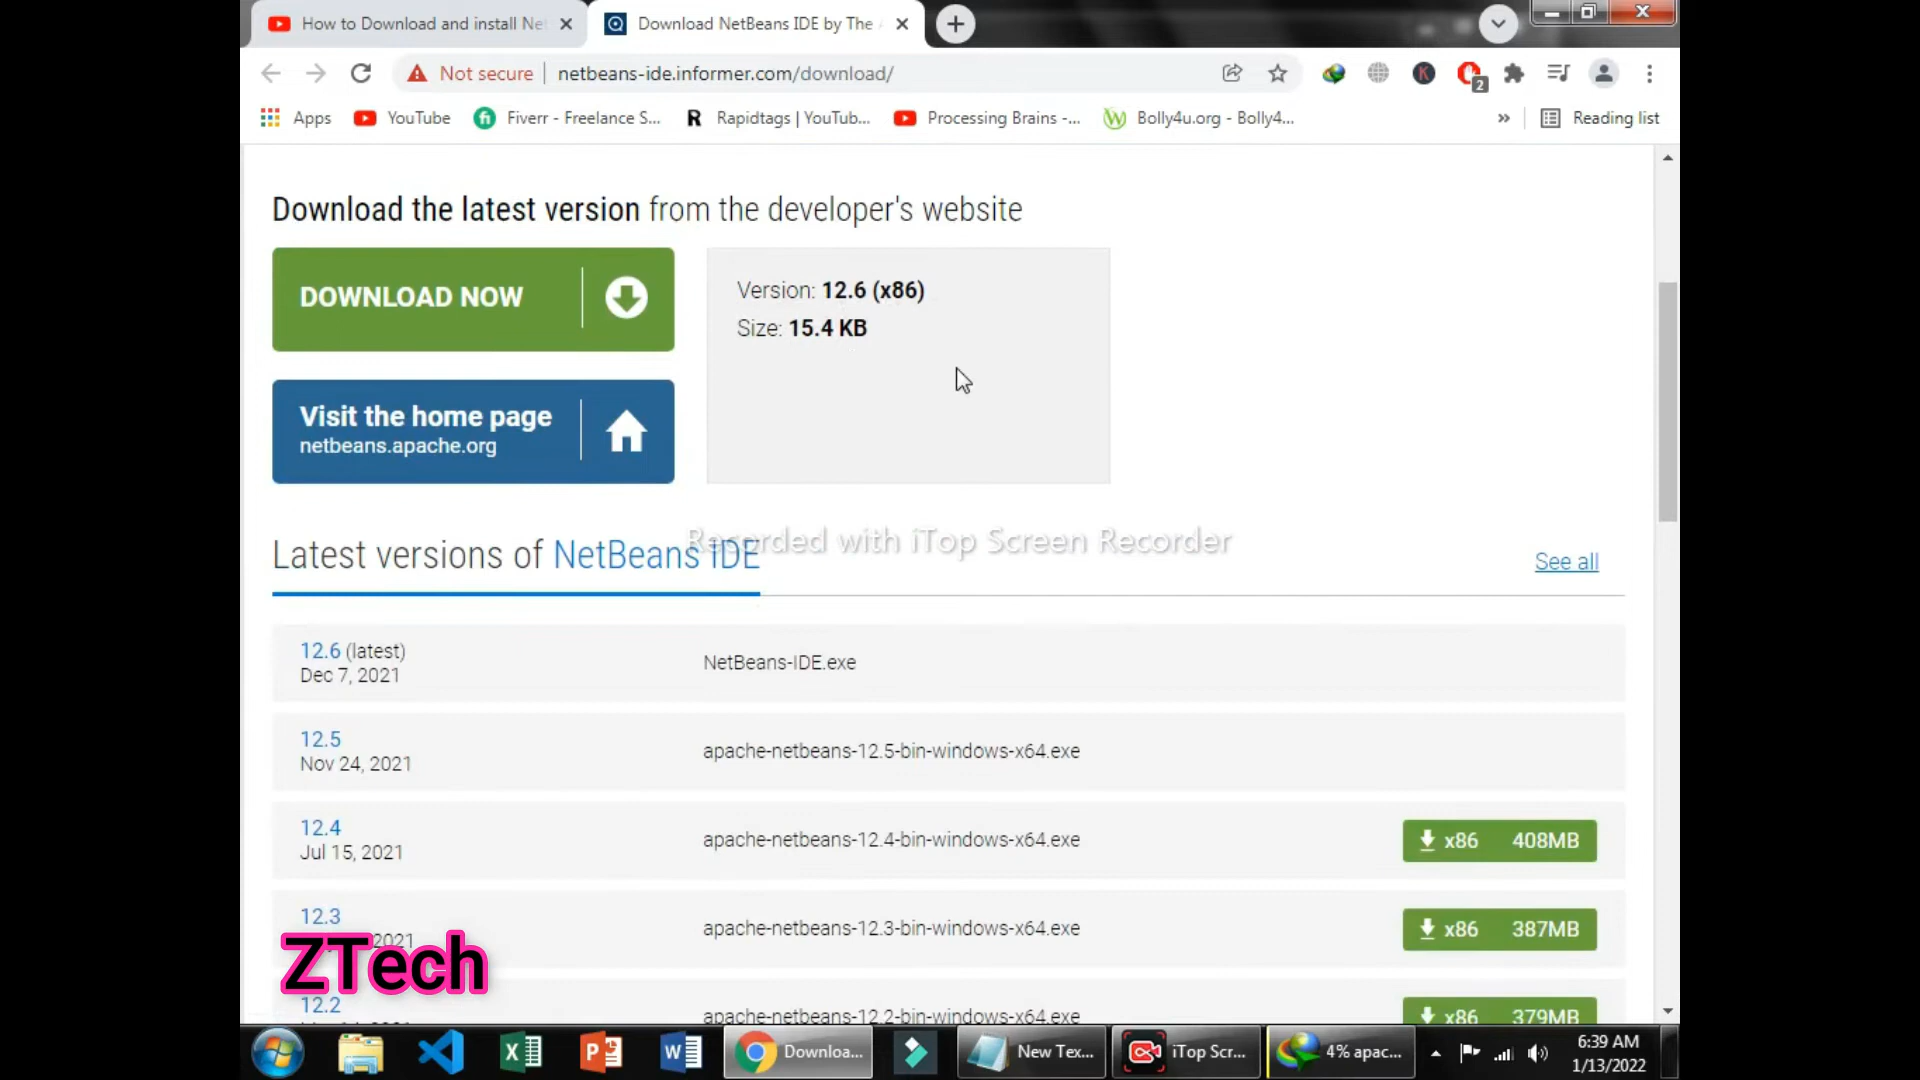 How to Download and install Net
Download NetBeans IDE by The A
Not secure
netbeans-ide.informer.com/download/
2
Apps
YouTube
Fiverr - Freelance S...
Rapidtags | YouTub...
Processing Brains -...
Bolly4u.org - Bolly4...
»
Reading list
Download the latest version from the developer's website
DOWNLOAD NOW
Version: 12.6 (x86)
Size: 15.4 KB
Visit the home page
netbeans.apache.org
Recorded with iTop Screen Recorder
Latest versions of NetBeans IDE
See all
12.6 (latest)
Dec 7, 2021
NetBeans-IDE.exe
12.5
Nov 24, 2021
apache-netbeans-12.5-bin-windows-x64.exe
12.4
Jul 15, 2021
apache-netbeans-12.4-bin-windows-x64.exe
x86 408MB
12.3
2021
apache-netbeans-12.3-bin-windows-x64.exe
x86 387MB
ZTech
12.2
apache-netbeans-12.2-bin-windows-x64.exe
x86 379MB
Downloa...
New Tex...
iTop Scr...
4% apac...
6:39 AM
1/13/2022